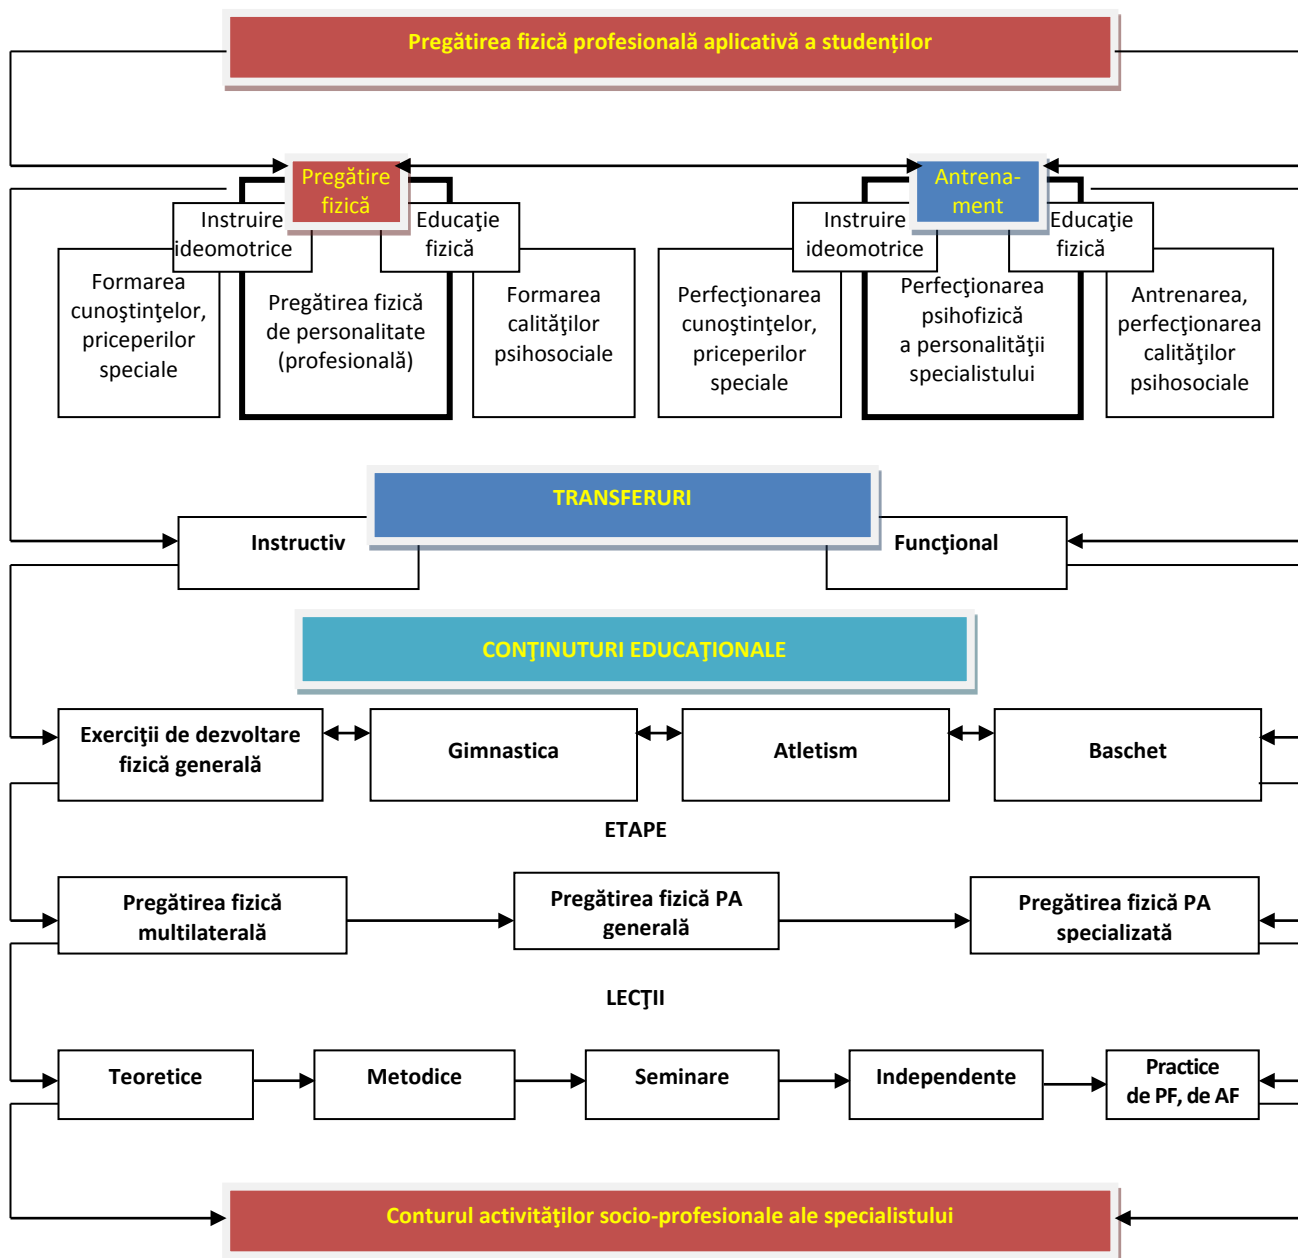 Pregătirea fizică profesională aplicativă a studenților
Pregătire
fizică
Antrena-
ment
Instruire
ideomotrice
Educaţie
fizică
Instruire
ideomotrice
Educaţie
fizică
Formarea
cunoştinţelor,
priceperilor
speciale
Pregătirea fizică
de personalitate
(profesională)
Formarea
calităţilor
psihosociale
Perfecţionarea
cunoştinţelor,
priceperilor
speciale
Perfecţionarea
psihofizică
a personalităţii
specialistului
Antrenarea,
perfecţionarea
calităţilor
psihosociale
TRANSFERURI
Instructiv
Funcţional
CONŢINUTURI EDUCAŢIONALE
Exerciţii de dezvoltare
fizică generală
Gimnastica
Atletism
Baschet
ETAPE
Pregătirea fizică
multilaterală
Pregătirea fizică PA
generală
Pregătirea fizică PA
specializată
LECŢII
Teoretice
Metodice
Seminare
Independente
Practice
de PF, de AF
Conturul activităţilor socio-profesionale ale specialistului